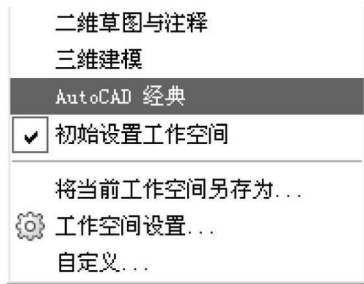 二维草图与注释
三维建模
AutoCAD 经典
初始设置工作空间
将当前工作空间另存为...
工作空间设置...
自定义...